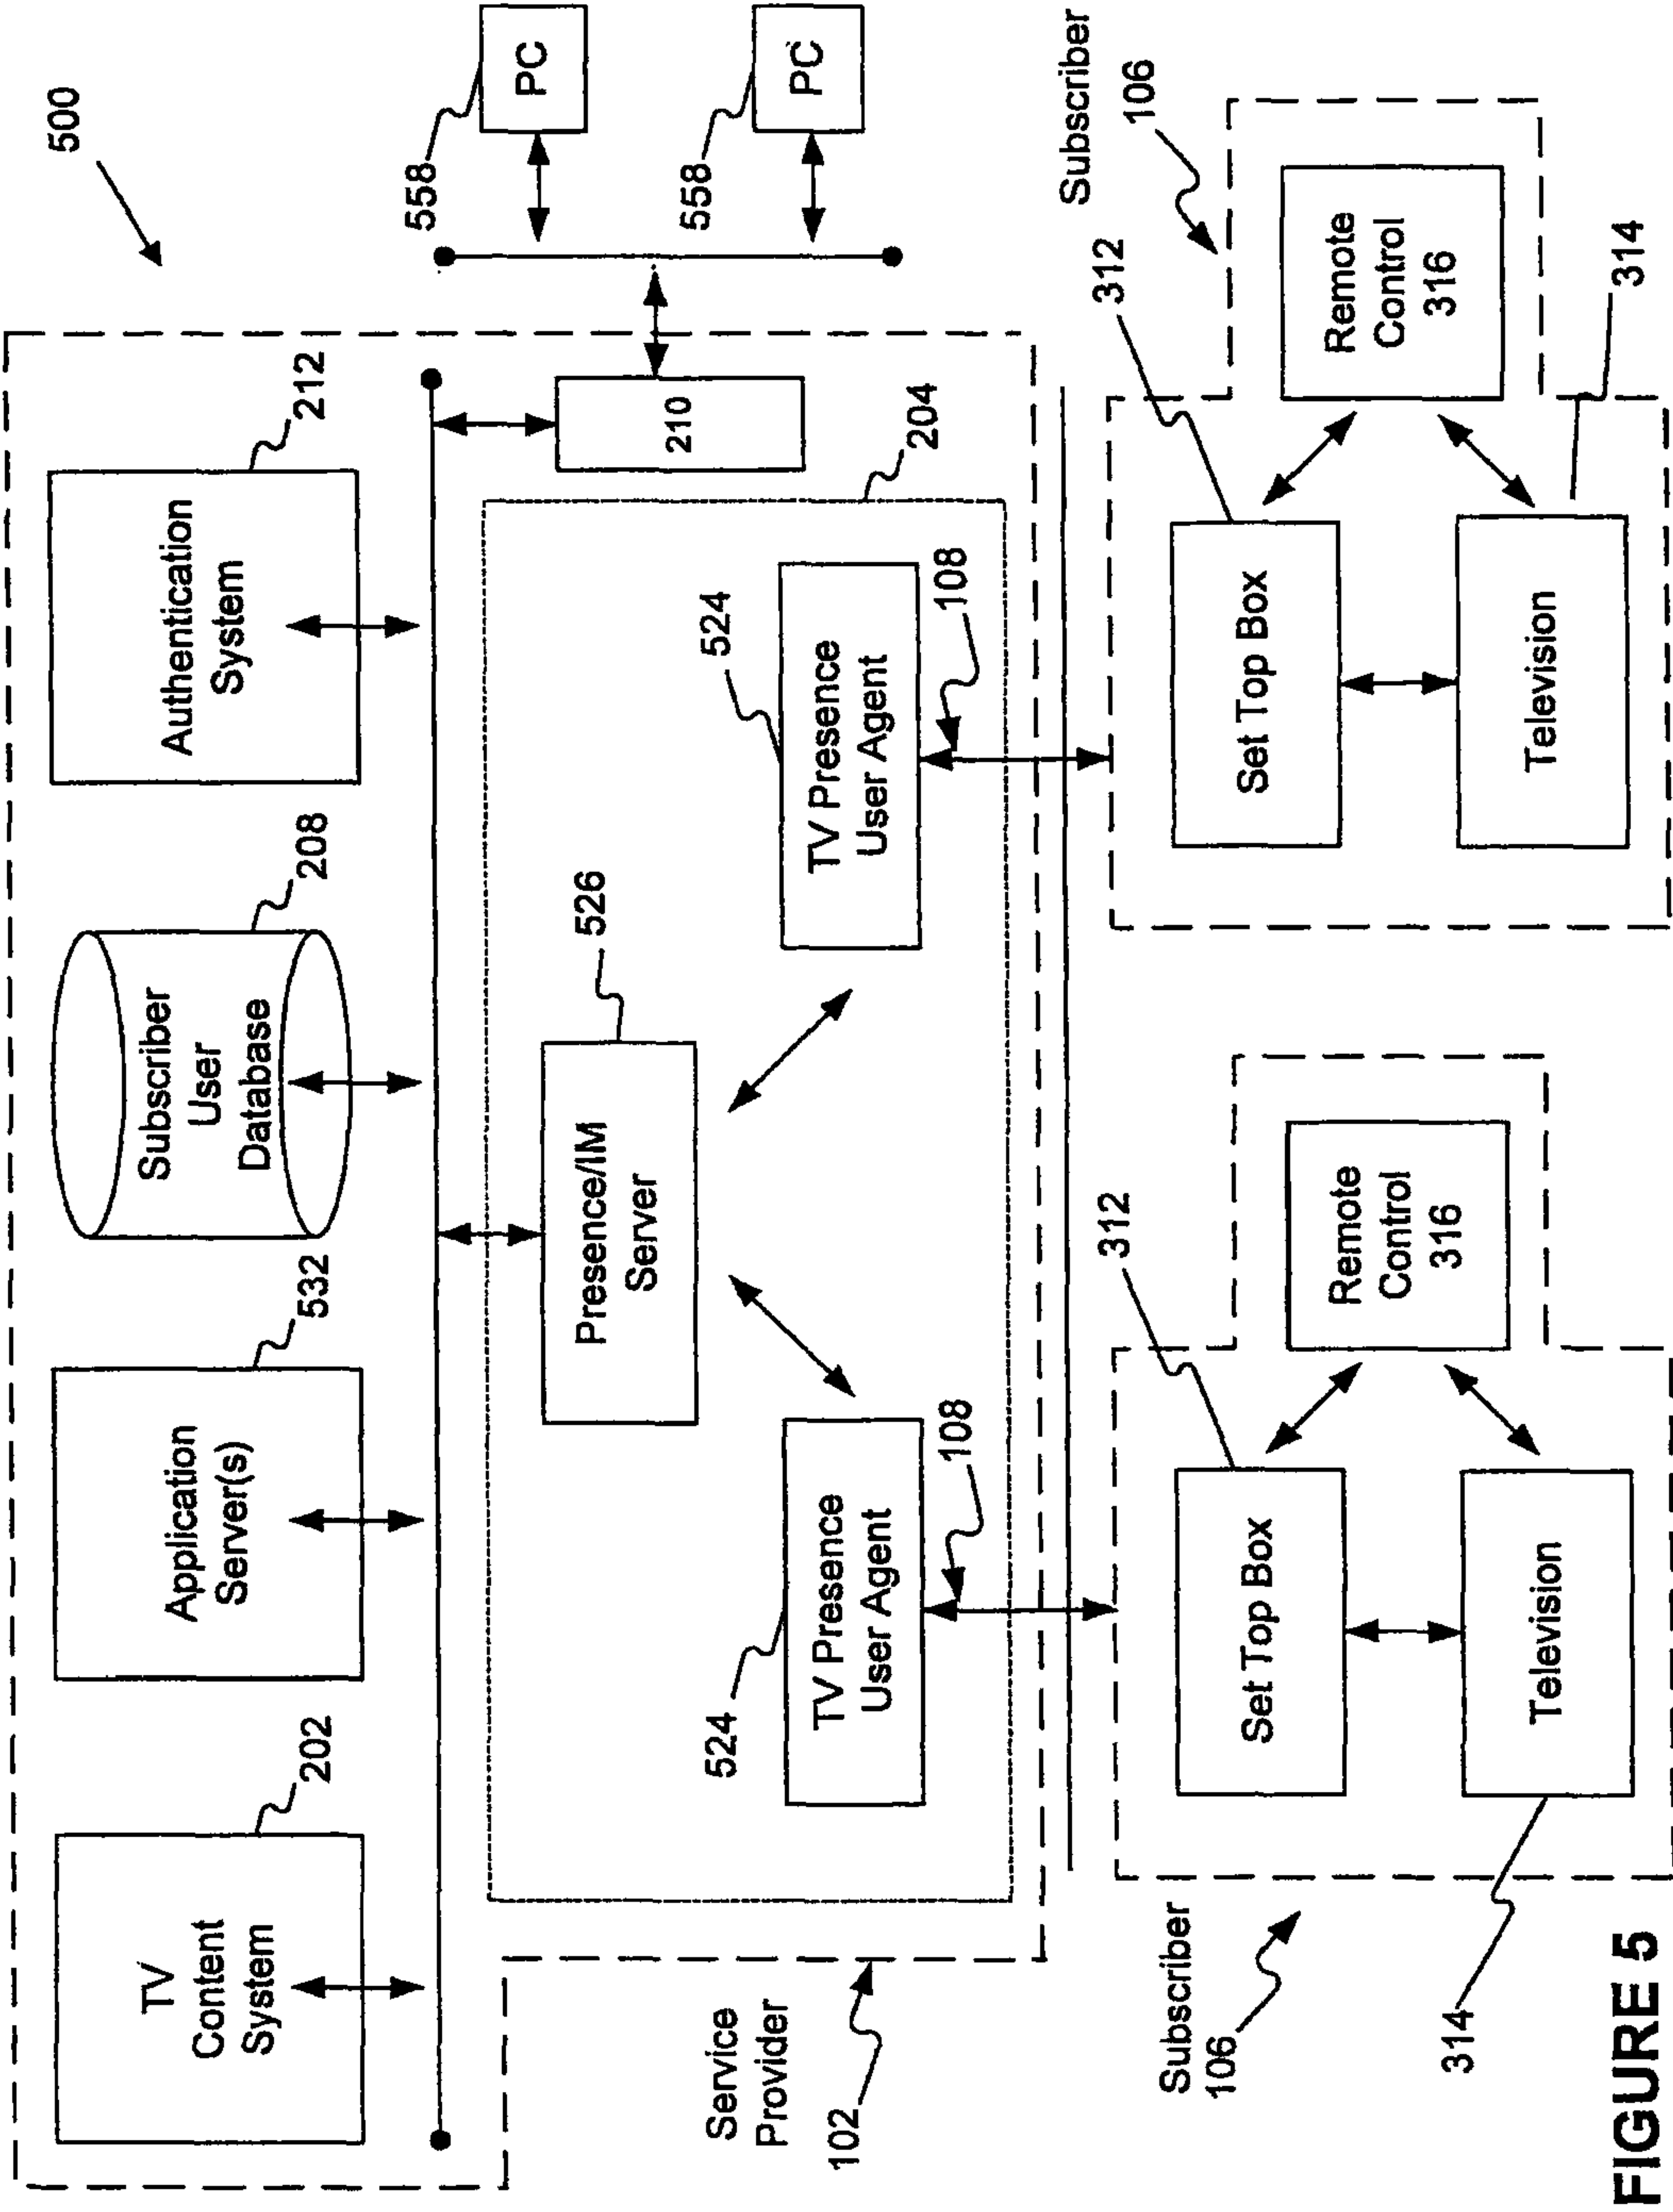 500
TV
Content
System
202
Application
Server(s)
532
Subscriber
User
Database
208
Authentication
System
212
210
558
PC
558
PC
204
Presence/IM
Server
526
524
TV Presence
User Agent
108
524
TV Presence
User Agent
108
Service
Provider
102
Subscriber
106
312
Set Top Box
Television
314
Remote
Control
316
Subscriber
106
312
Set Top Box
Television
314
Remote
Control
316
FIGURE 5